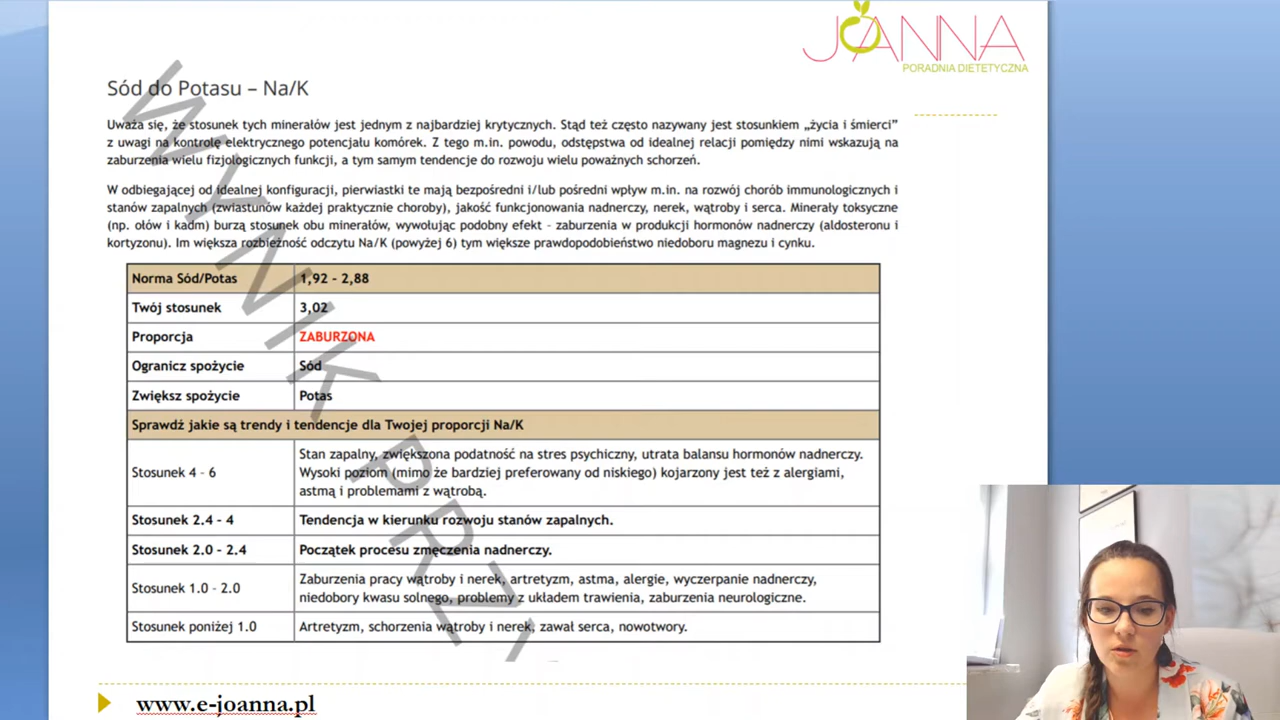 JOANNA
PORADNIA DIETETYCZNA
Sód do Potasu – Na/K
Uważa się, że stosunek tych minerałów jest jednym z najbardziej krytycznych. Stąd też często nazywany jest stosunkiem „życia i śmierci”
z uwagi na kontrolę elektrycznego potencjału komórek. Z tego m.in. powodu, odstępstwa od idealnej relacji pomiędzy nimi wskazują na
zaburzenia wielu fizjologicznych funkcji, a tym samym tendencje do rozwoju wielu poważnych schorzeń.
W odbiegającej od idealnej konfiguracji, pierwiastki te mają bezpośredni i/lub pośredni wpływ m.in. na rozwój chorób immunologicznych i
stanów zapalnych (zwiastunów każdej praktycznie choroby), jakość funkcjonowania nadnerczy, nerek, wątroby i serca. Minerały toksyczne
(np. ołów i kadm) burzą stosunek obu minerałów, wywołując podobny efekt – zaburzenia w produkcji hormonów nadnerczy (aldosteronu i
kortyzonu). Im większa rozbieżność odczytu Na/K (powyżej 6) tym większe prawdopodobieństwo niedoboru magnezu i cynku.
Norma Sód/Potas 1,92 - 2,88
Twój stosunek 3,02
Proporcja ZABURZONA
Ogranicz spożycie Sód
Zwiększ spożycie Potas
Sprawdź jakie są trendy i tendencje dla Twojej proporcji Na/K
Stosunek 4 – 6 Stan zapalny, zwiększona podatność na stres psychiczny, utrata balansu hormonów nadnerczy.
Wysoki poziom (mimo że bardziej preferowany od niskiego) kojarzony jest też z alergiami,
astmą i problemami z wątrobą.
Stosunek 2.4 – 4 Tendencja w kierunku rozwoju stanów zapalnych.
Stosunek 2.0 – 2.4 Początek procesu zmęczenia nadnerczy.
Stosunek 1.0 – 2.0 Zaburzenia pracy wątroby i nerek, artretyzm, astma, alergie, wyczerpanie nadnerczy,
niedobory kwasu solnego, problemy z układem trawienia, zaburzenia neurologiczne.
Stosunek poniżej 1.0 Artretyzm, schorzenia wątroby i nerek, zawał serca, nowotwory.
WYNIK PRZ
www.e-joanna.pl